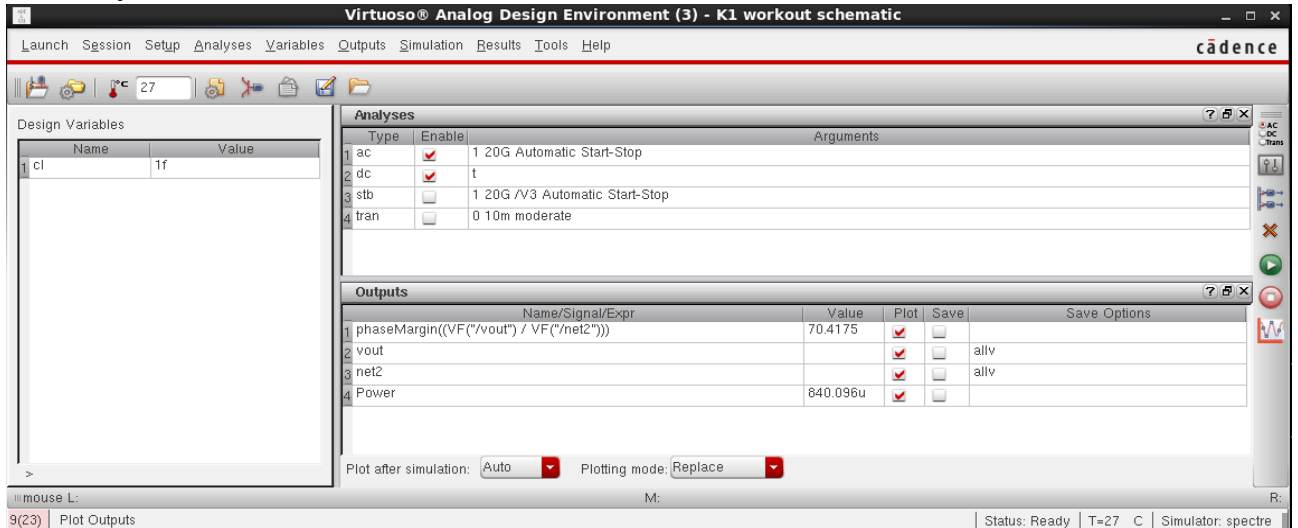 Virtuoso® Analog Design Environment (3) - K1 workout schematic
Launch Session Setup Analyses Variables Outputs Simulation Results Tools Help
cādence
°C 27
Design Variables
Name Value
1 cl 1f
>
Analyses
Type Enable Arguments
1 ac 1 20G Automatic Start-Stop
2 dc t
3 stb 1 20G /V3 Automatic Start-Stop
4 tran 0 10m moderate
Outputs
Name/Signal/Expr Value Plot Save Save Options
1 phaseMargin((VF("/vout") / VF("/net2"))) 70.4175
2 vout allv
3 net2 allv
4 Power 840.096u
Plot after simulation: Auto Plotting mode: Replace
AC
DC
Trans
mouse L: M: R:
9(23) Plot Outputs Status: Ready T=27 C Simulator: spectre